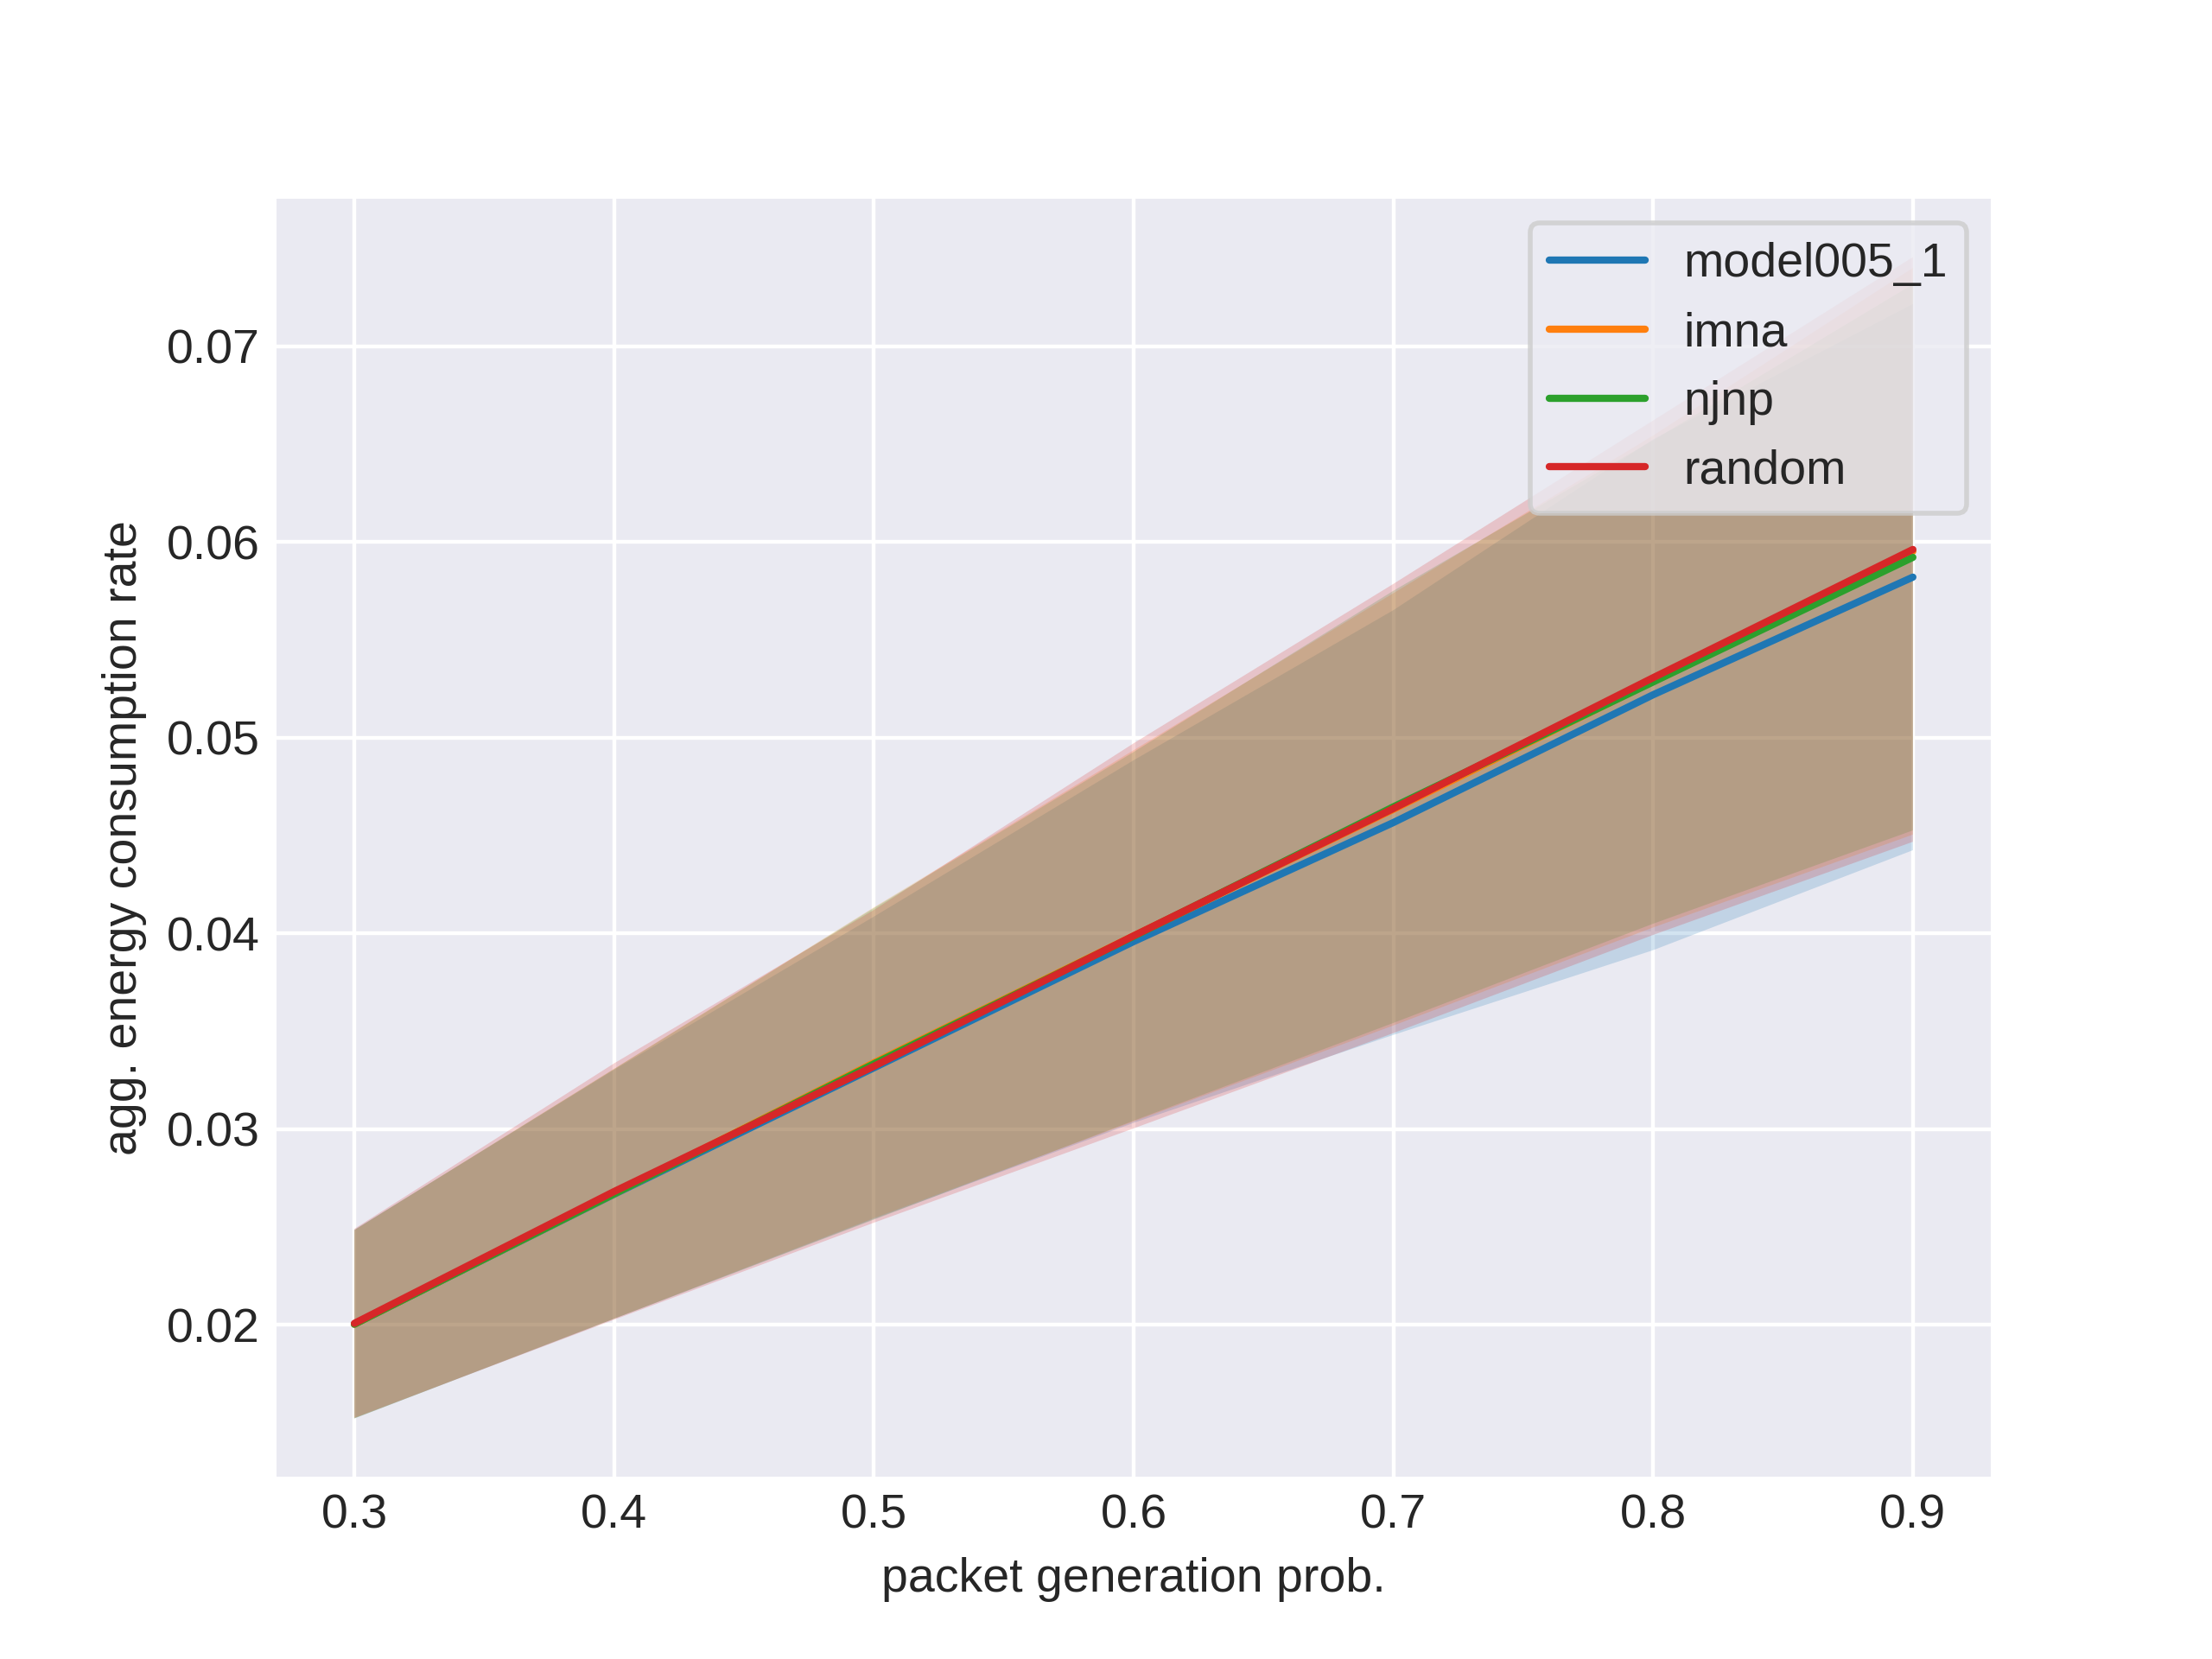 model005_1
imna
njnp
random
0.07
0.06
0.05
0.04
0.03
0.02
agg. energy consumption rate
0.3 0.4 0.5 0.6 0.7 0.8 0.9
packet generation prob.